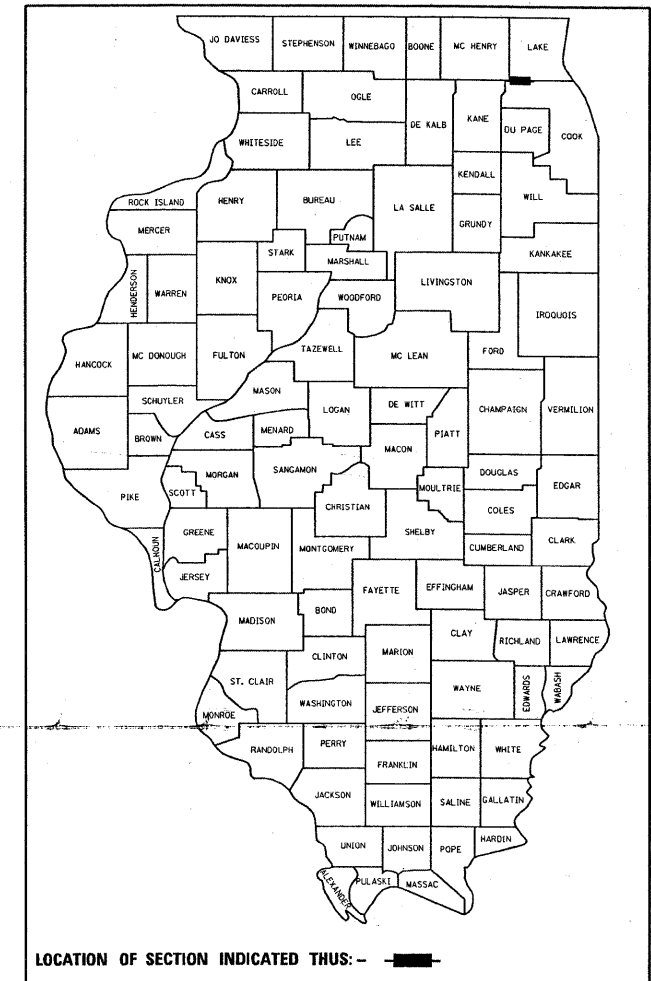 JO DAVIESS STEPHENSON WINNEBAGO BOONE MC HENRY LAKE
CARROLL OGLE DE KALB KANE DU PAGE COOK
WHITESIDE LEE KENDALL WILL
ROCK ISLAND HENRY BUREAU LA SALLE GRUNDY
MERCER PUTNAM
STARK MARSHALL KANKAKEE
HENDERSON WARREN KNOX PEORIA WOODFORD LIVINGSTON IROQUOIS
HANCOCK MC DONOUGH FULTON TAZEWELL MC LEAN FORD
SCHUYLER MASON LOGAN DE WITT CHAMPAIGN VERMILION
ADAMS BROWN CASS MENARD MACON PIATT
PIKE SCOTT MORGAN SANGAMON CHRISTIAN MOULTRIE DOUGLAS EDGAR
COLES
CALHOUN GREENE MACOUPIN MONTGOMERY SHELBY CUMBERLAND CLARK
JERSEY FAYETTE EFFINGHAM JASPER CRAWFORD
MADISON BOND
CLINTON MARION CLAY RICHLAND LAWRENCE
ST. CLAIR WASHINGTON WAYNE EDWARDS WABASH
MONROE JEFFERSON
RANDOLPH PERRY HAMILTON WHITE
FRANKLIN
JACKSON WILLIAMSON SALINE GALLATIN
UNION JOHNSON POPE HARDIN
ALEXANDER PULASKI MASSAC
LOCATION OF SECTION INDICATED THUS: -